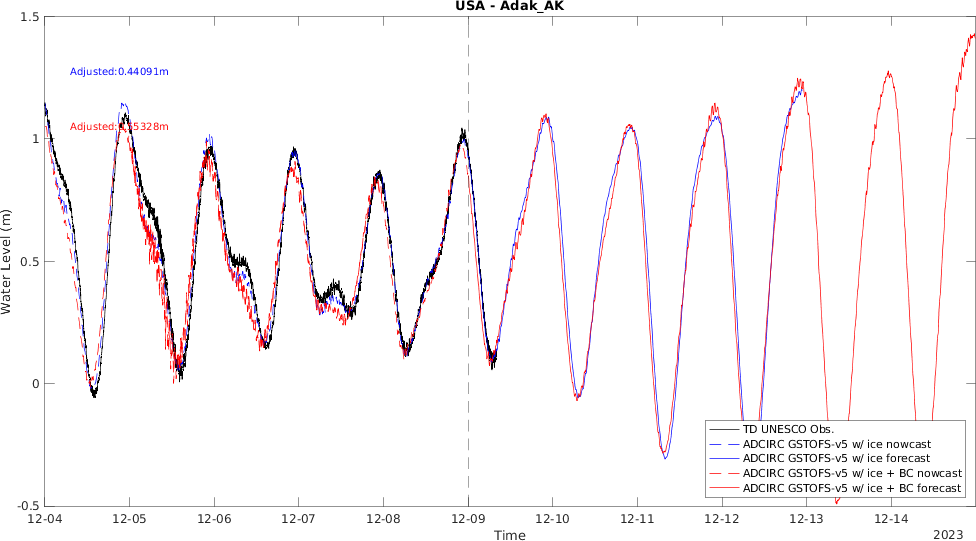 USA - Adak_AK
1.5
1
0.5
0
-0.5
Water Level (m)
Adjusted:0.44091m
TD UNESCO Obs.
ADCIRC GSTOFS-v5 w/ ice nowcast
ADCIRC GSTOFS-v5 w/ ice forecast
ADCIRC GSTOFS-v5 w/ ice + BC nowcast
ADCIRC GSTOFS-v5 w/ ice + BC forecast
12-04 12-05 12-06 12-07 12-08 12-09 12-10 12-11 12-12 12-13 12-14
Time
2023